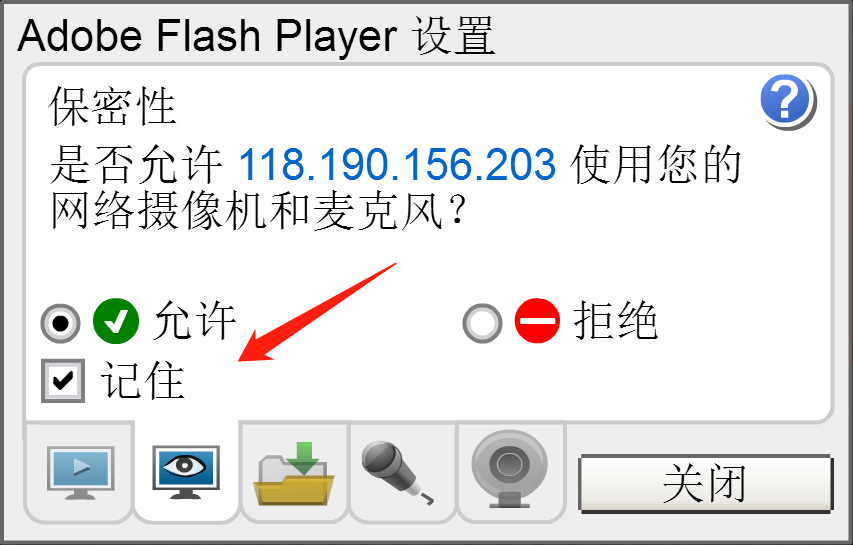 Adobe Flash Player 设置
保密性
是否允许 118.190.156.203 使用您的
网络摄像机和麦克风？
允许
拒绝
记住
关闭